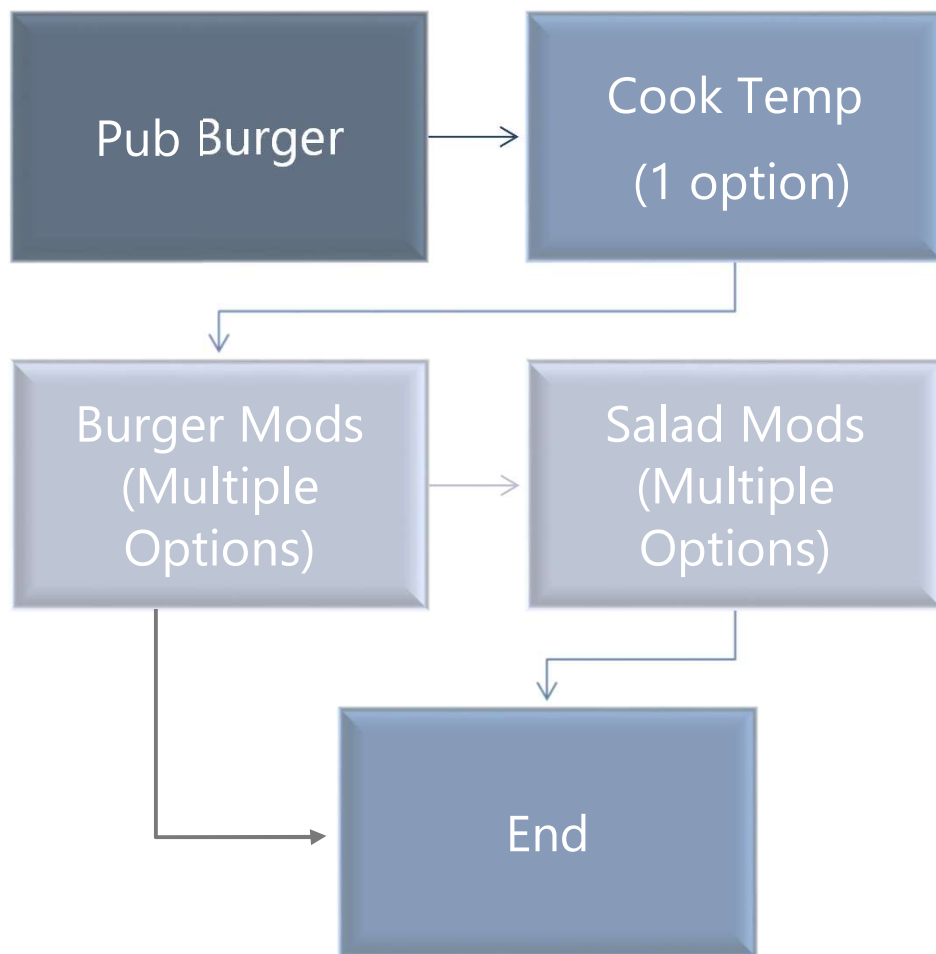 Pub Burger
Cook Temp
(1 option)
Burger Mods
(Multiple
Options)
Salad Mods
(Multiple
Options)
End